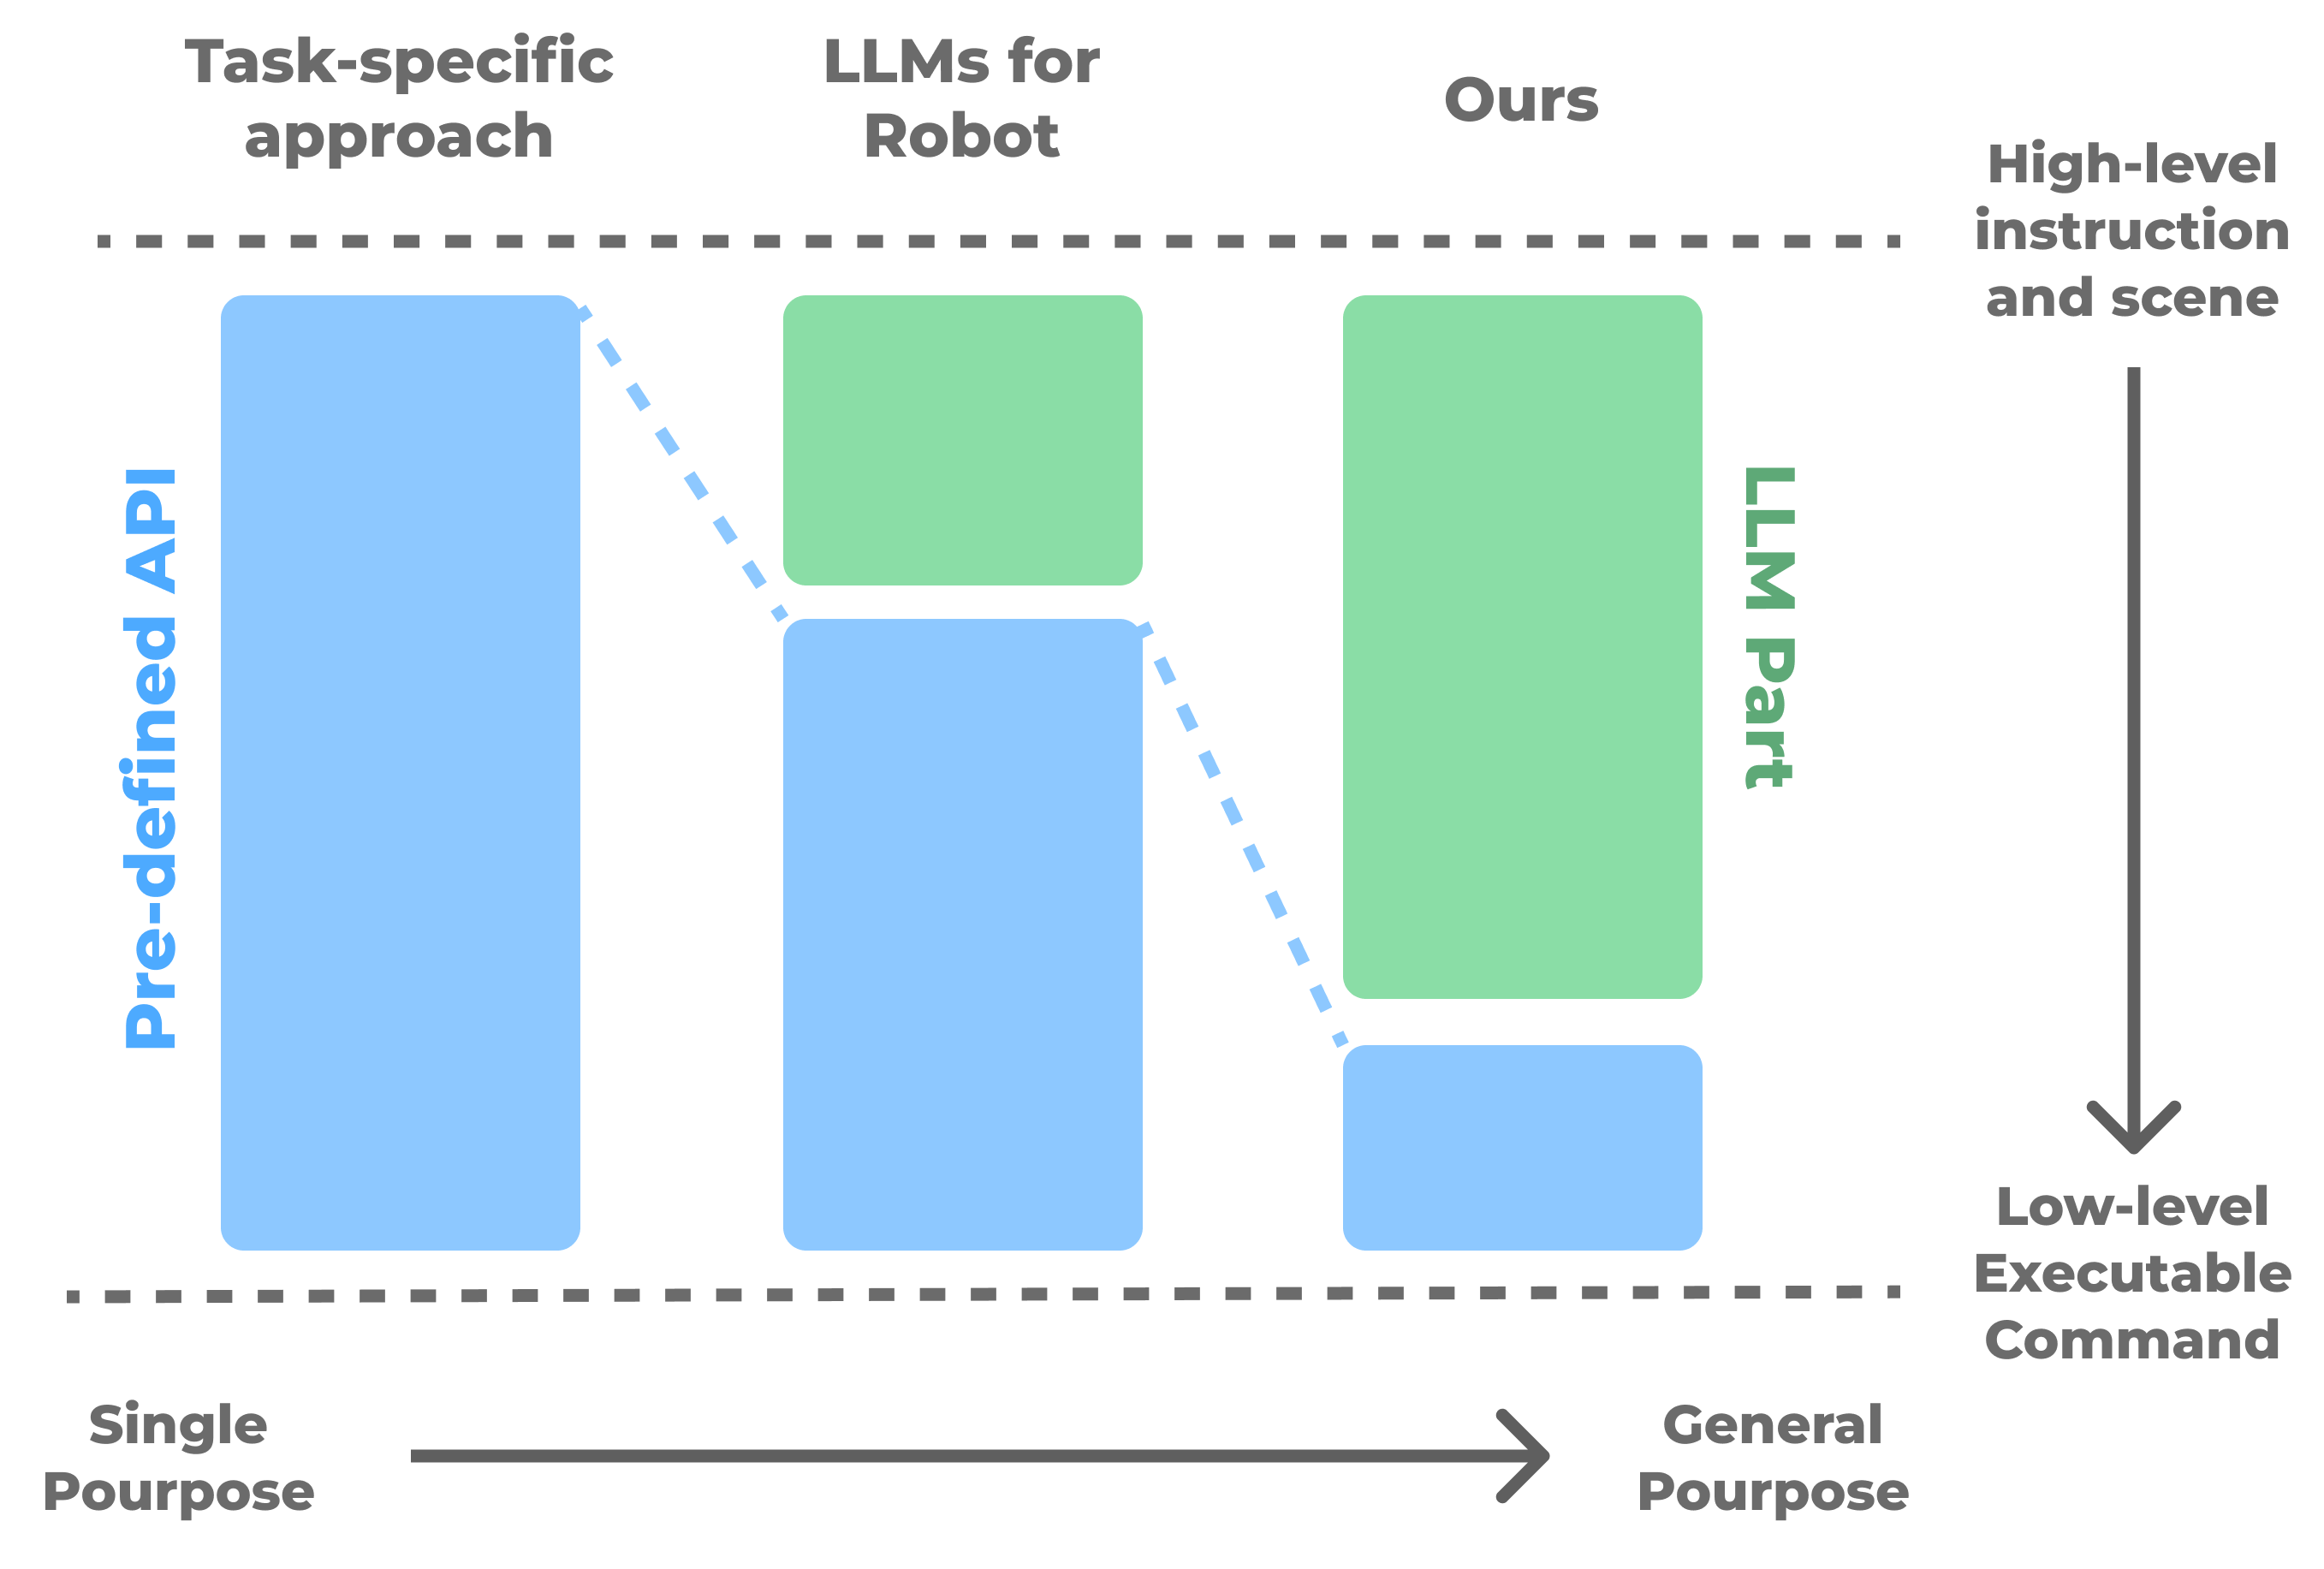 Task-specific
approach
LLMs for
Robot
Ours
High-level
instruction
and scene
Pre-defined API
LLM Part
Low-level
Executable
Command
Single
Pourpose
General
Pourpose